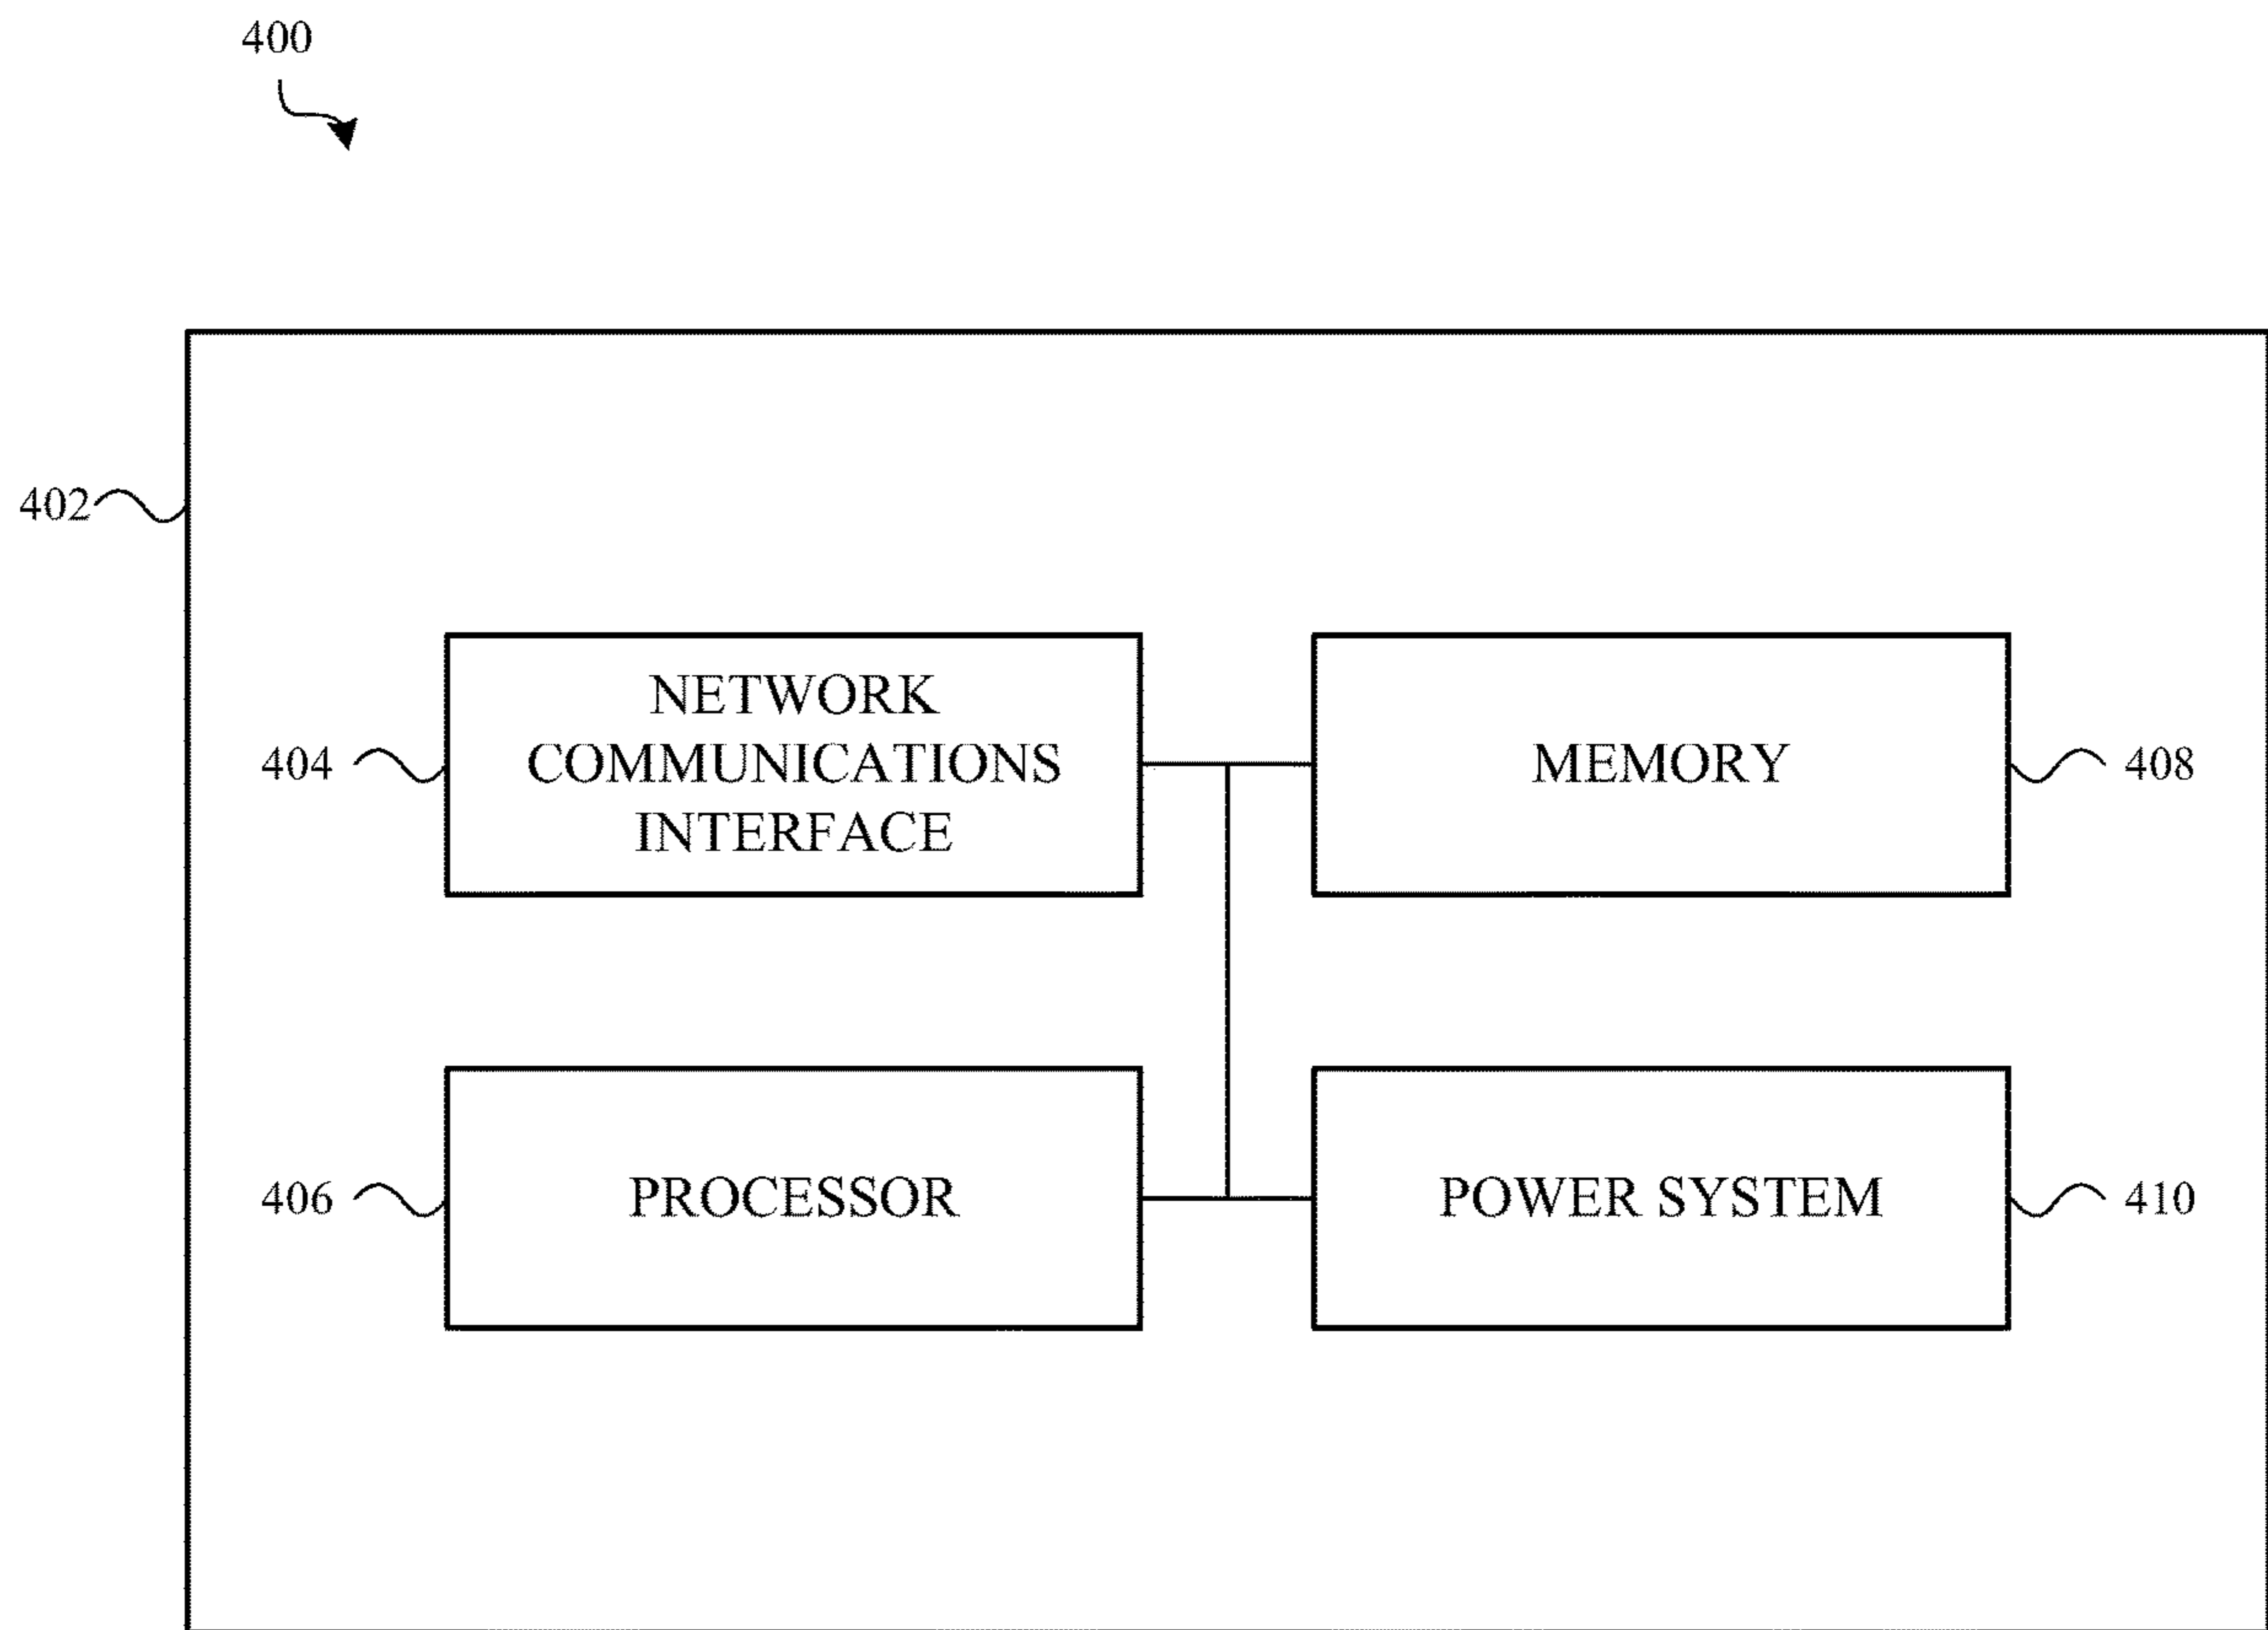 400
402
NETWORK
COMMUNICATIONS
INTERFACE
404
MEMORY
408
406
PROCESSOR
POWER SYSTEM
410